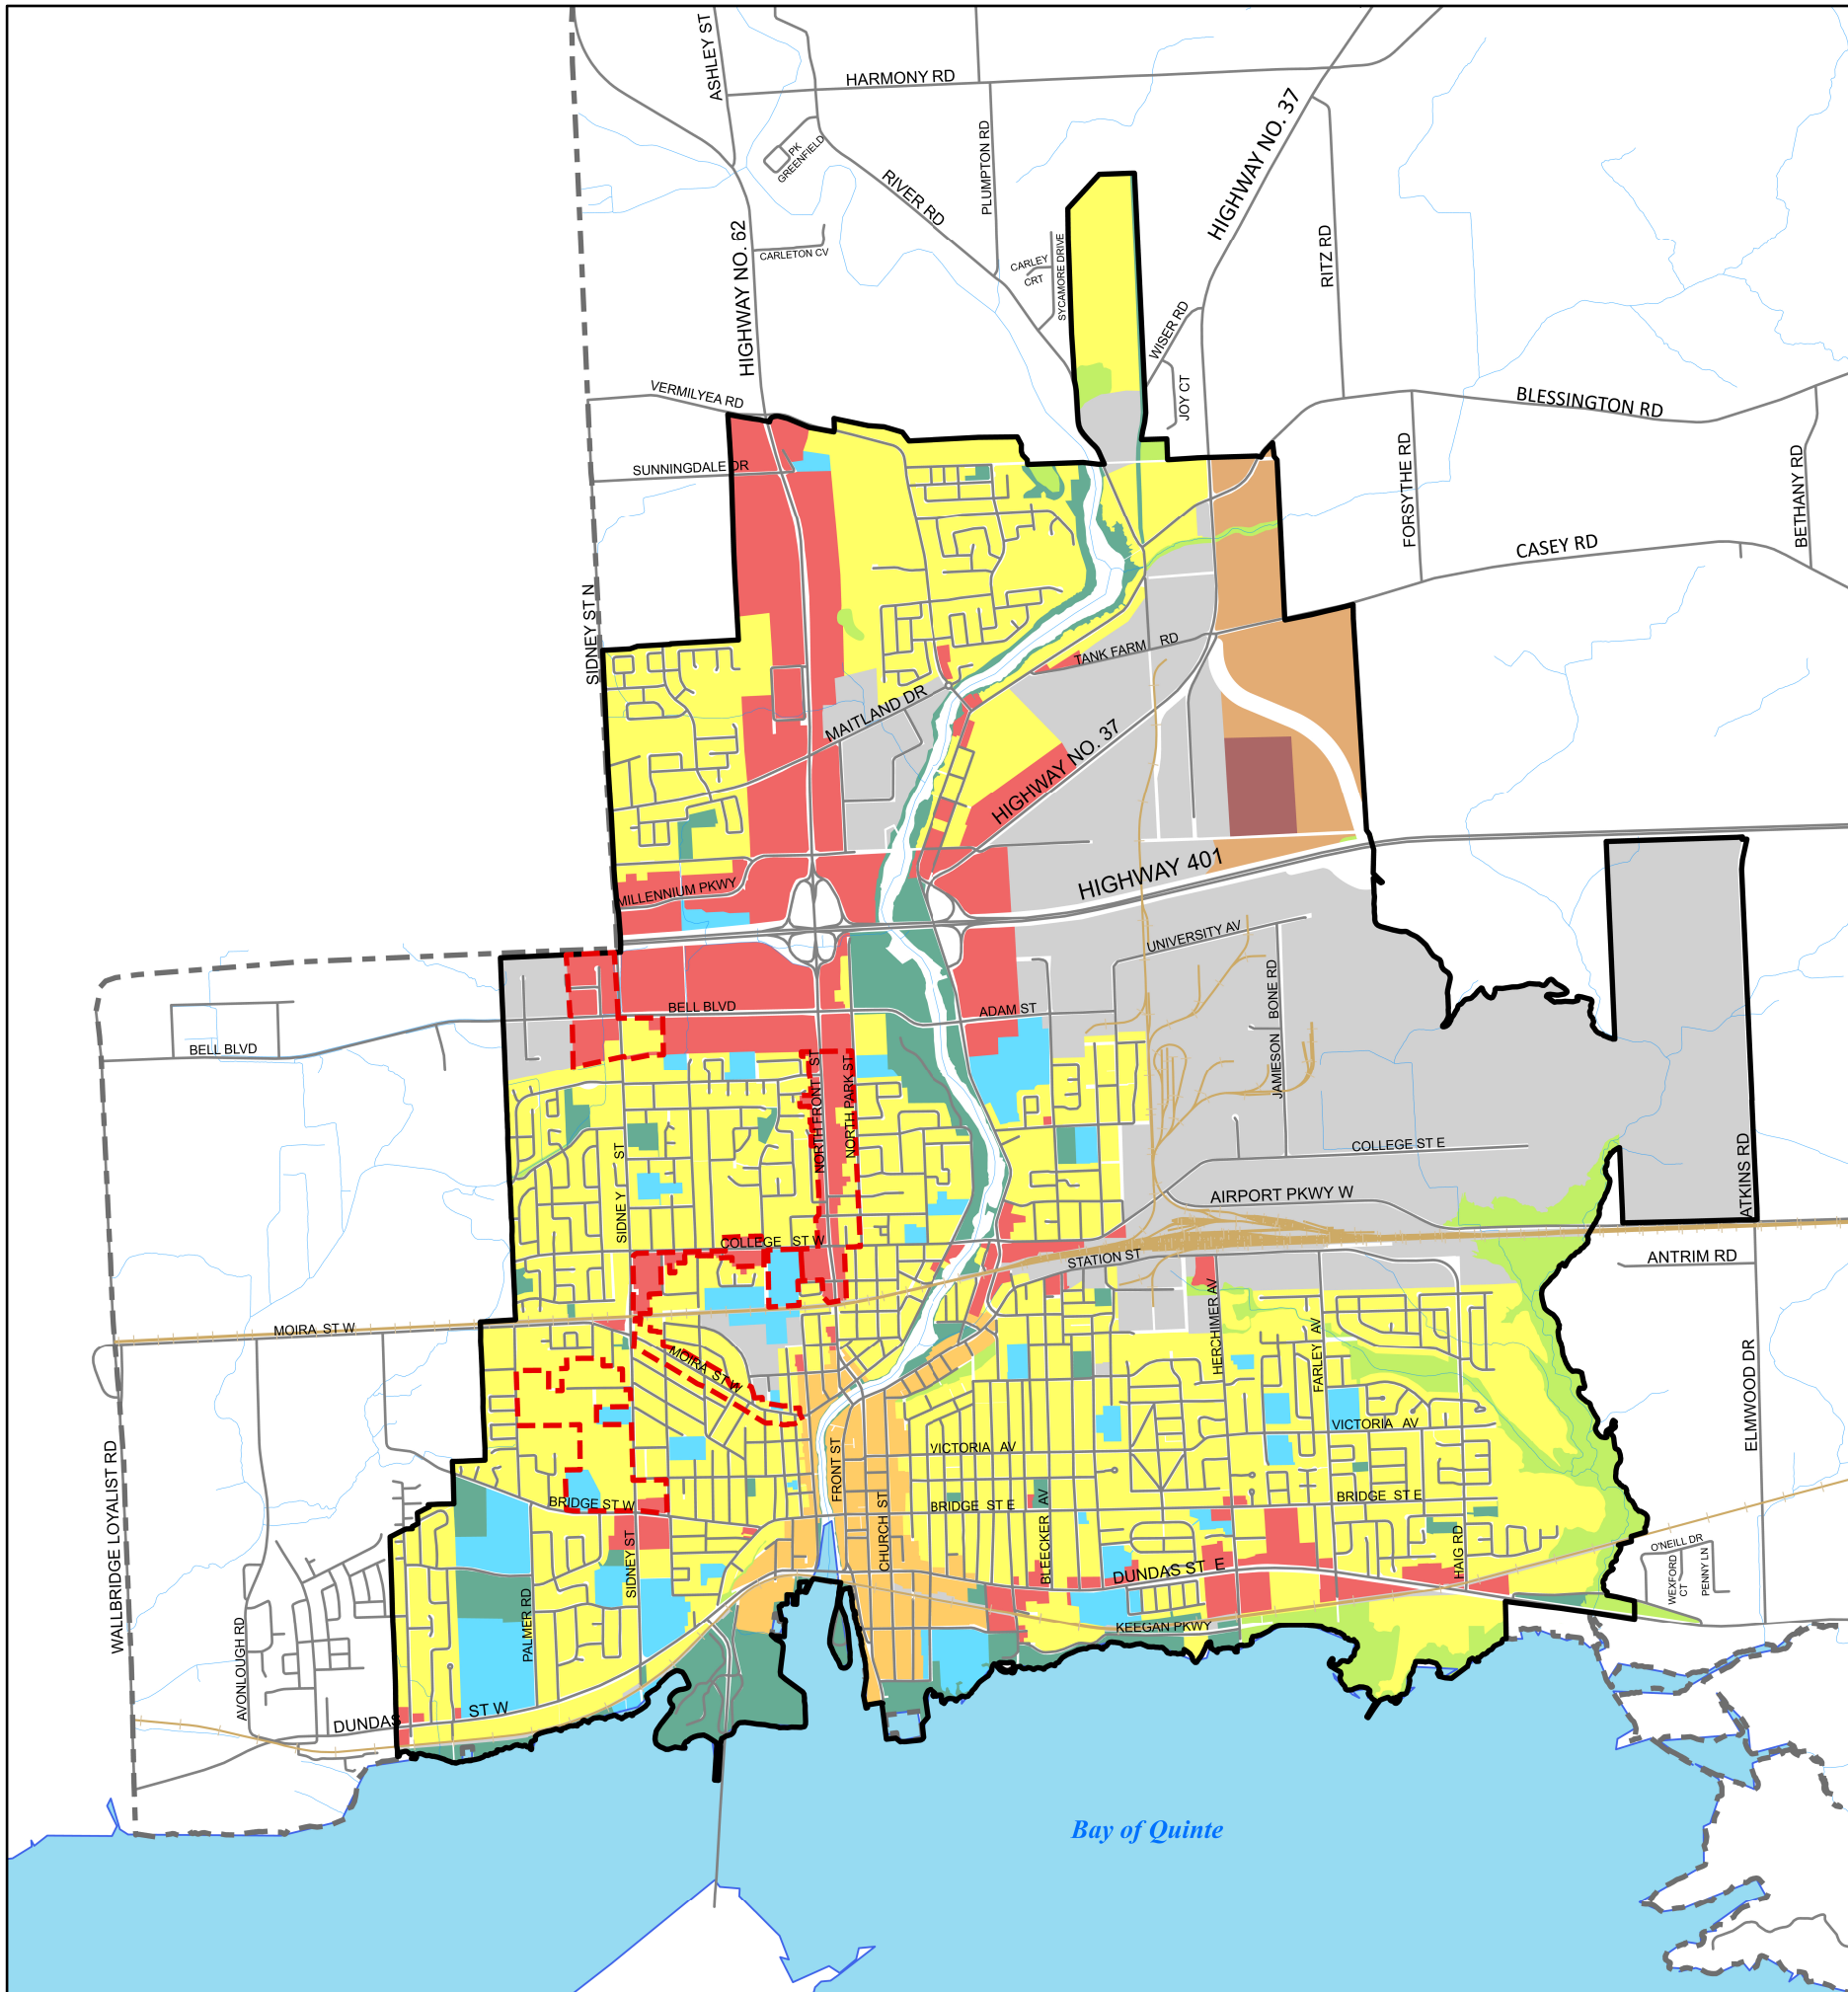 ASHLEY ST
HARMONY RD
HIGHWAY NO. 37
PK
GREENFIELD
PLUMPTON RD
RIVER RD
HIGHWAY NO. 62
CARLETON CV
CARLEY
CRT
SYCAMORE DRIVE
RITZ RD
WISER RD
JOY CT
VERMILYEA RD
BLESSINGTON RD
SUNNINGDALE DR
FORSYTHE RD
BETHANY RD
CASEY RD
SIDNEY ST N
TANK FARM RD
MAITLAND DR
HIGHWAY NO. 37
HIGHWAY 401
MILLENNIUM PKWY
UNIVERSITY AV
BELL BLVD
ADAM ST
JAMIESON BONE RD
BELL BLVD
NORTH FRONT ST
NORTH PARK ST
SIDNEY ST
COLLEGE ST E
ATKINS RD
AIRPORT PKWY W
COLLEGE ST W
STATION ST
ANTRIM RD
MOIRA ST W
HERCHIMER AV
FARLEY AV
MOIRA ST W
ELMWOOD DR
VICTORIA AV
VICTORIA AV
WALLBRIDGE LOYALIST RD
FRONT ST
BRIDGE ST W
BRIDGE ST E
BRIDGE ST E
CHURCH ST
BLEECKER AV
SIDNEY ST
HAIG RD
O'NEILL DR
WEXFORD
CT
PENNY LN
DUNDAS ST E
PALMER RD
KEEGAN PKWY
AVONLOUGH RD
DUNDAS ST W
Bay of Quinte